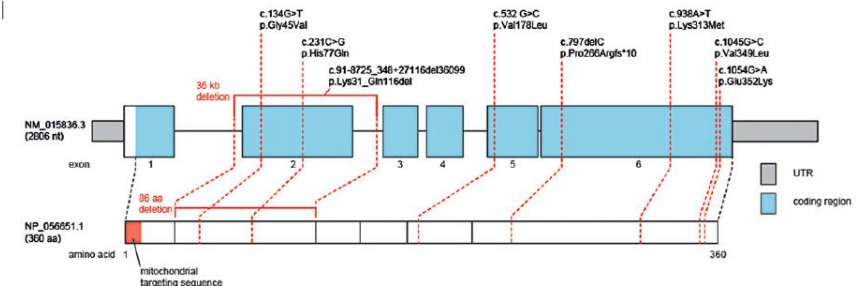 c.134G>T
p.Gly45Val
c.532 G>C
p.Val178Leu
c.938A>T
p.Lys313Met
c.231C>G
p.His77Gln
c.797delC
p.Pro266Argfs*10
c.1045G>C
p.Val349Leu
c.91-8725_348+27116del36099
p.Lys31_Gln116del
c.1054G>A
p.Glu352Lys
36 kb
deletion
NM_015836.3
(2806 nt)
exon 1 2 3 4 5 6
UTR
coding region
86 aa
deletion
NP_056651.1
(360 aa)
amino acid 1 360
mitochondrial
targeting sequence